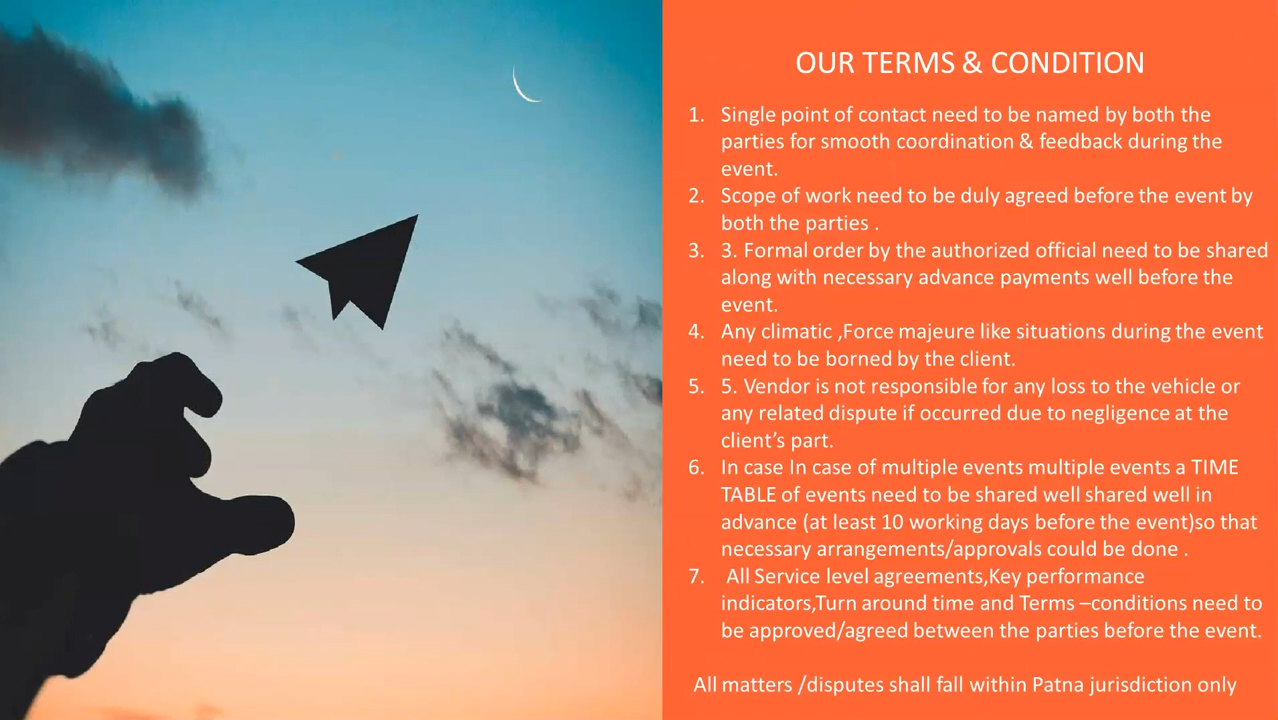 OUR TERMS & CONDITION
1. Single point of contact need to be named by both the
parties for smooth coordination & feedback during the
event.
2. Scope of work need to be duly agreed before the event by
both the parties .
3. 3. Formal order by the authorized official need to be shared
along with necessary advance payments well before the
event.
4. Any climatic ,Force majeure like situations during the event
need to be borned by the client.
5. 5. Vendor is not responsible for any loss to the vehicle or
any related dispute if occurred due to negligence at the
client’s part.
6. In case In case of multiple events multiple events a TIME
TABLE of events need to be shared well shared well in
advance (at least 10 working days before the event)so that
necessary arrangements/approvals could be done .
7. All Service level agreements,Key performance
indicators,Turn around time and Terms –conditions need to
be approved/agreed between the parties before the event.
All matters /disputes shall fall within Patna jurisdiction only